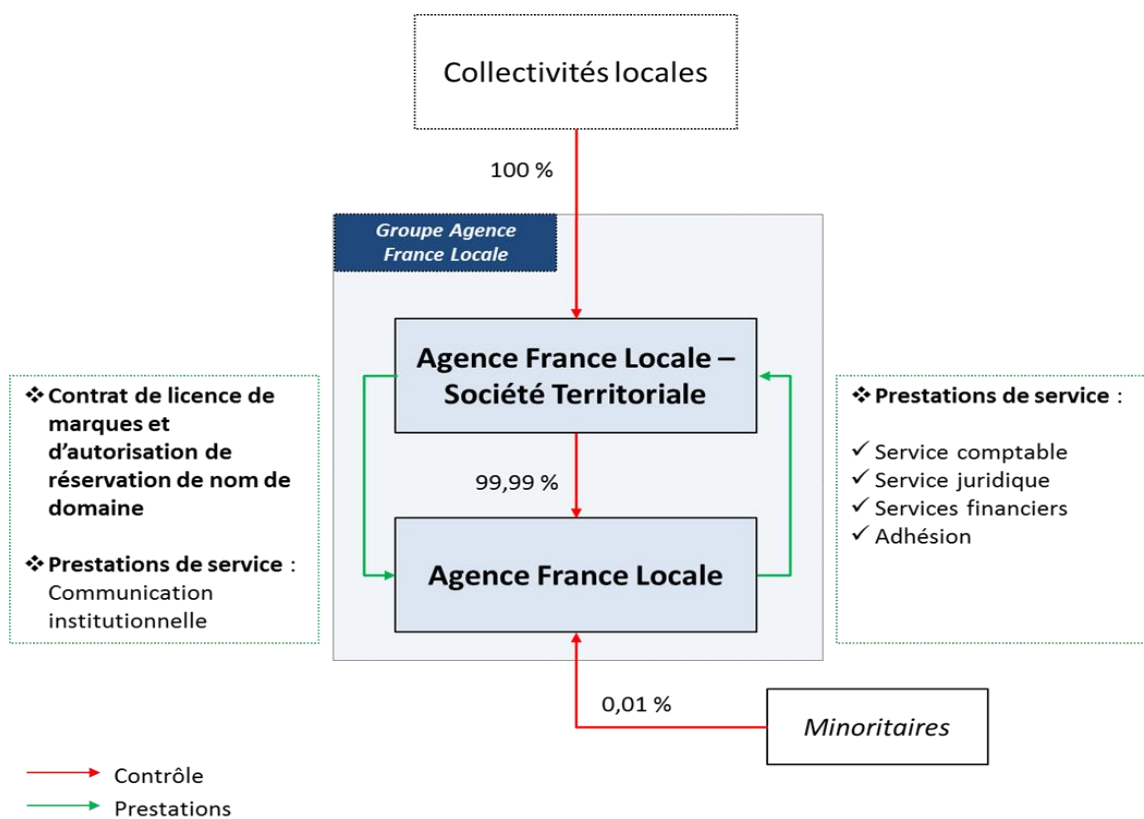 Collectivités locales
100 %
Groupe Agence
France Locale
Agence France Locale –
Société Territoriale
❖ Contrat de licence de
marques et
d’autorisation de
réservation de nom de
domaine
❖ Prestations de service :
Communication
institutionnelle
99,99 %
❖ Prestations de service :
✓ Service comptable
✓ Service juridique
✓ Services financiers
✓ Adhésion
Agence France Locale
0,01 %
Minoritaires
Contrôle
Prestations